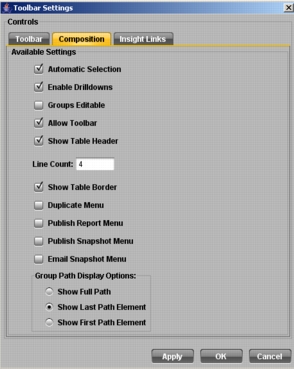 Toolbar Settings
Controls
Toolbar Composition Insight Links
Available Settings
Automatic Selection
Enable Drilldowns
Groups Editable
Allow Toolbar
Show Table Header
Line Count: 4
Show Table Border
Duplicate Menu
Publish Report Menu
Publish Snapshot Menu
Email Snapshot Menu
Group Path Display Options:
Show Full Path
Show Last Path Element
Show First Path Element
Apply OK Cancel